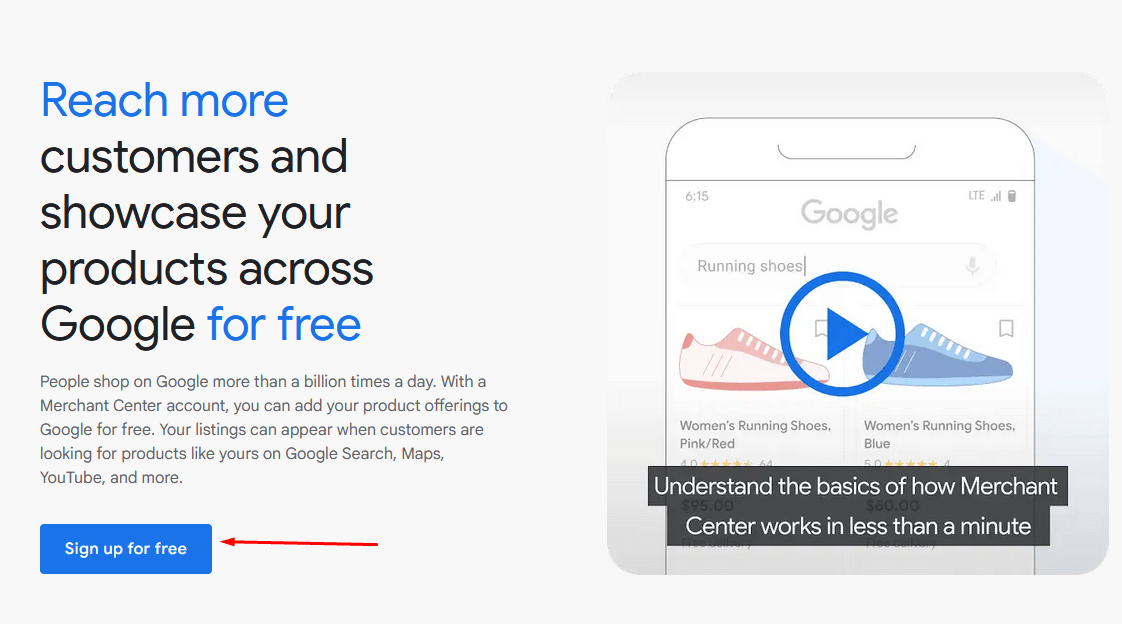 Reach more
customers and
showcase your
products across
Google for free
People shop on Google more than a billion times a day. With a
Merchant Center account, you can add your product offerings to
Google for free. Your listings can appear when customers are
looking for products like yours on Google Search, Maps,
YouTube, and more.
Sign up for free
6:15
LTE
Google
Running shoes
Women's Running Shoes,
Pink/Red
4.0
64
$95.00
Free delivery
Women's Running Shoes,
Blue
5.0
4
$60.00
Free delivery
Understand the basics of how Merchant
Center works in less than a minute